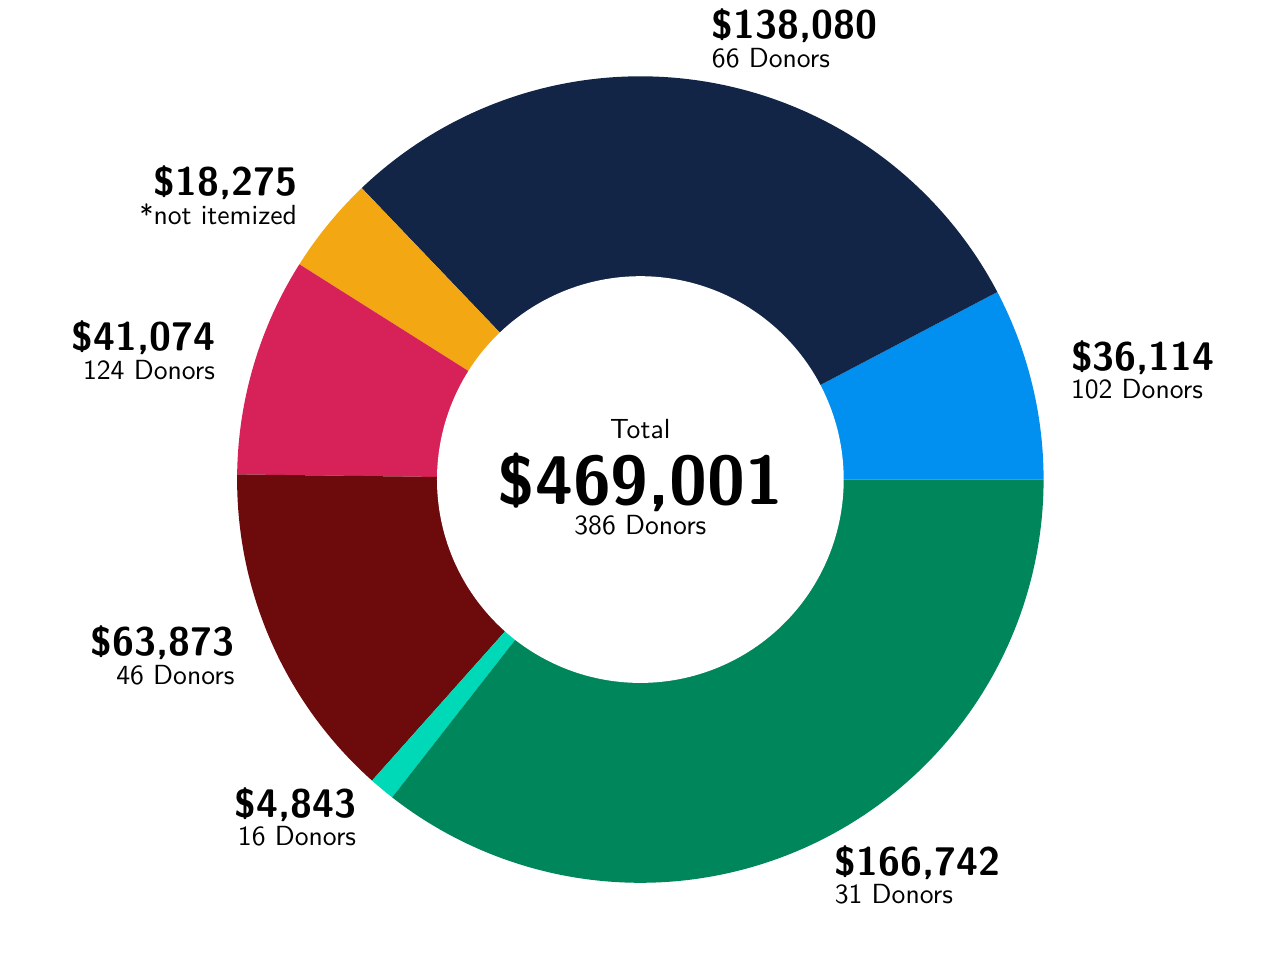 $138,080
66 Donors
$18,275
*not itemized
$41,074
124 Donors
$36,114
102 Donors
Total
$469,001
386 Donors
$63,873
46 Donors
$4,843
16 Donors
$166,742
31 Donors